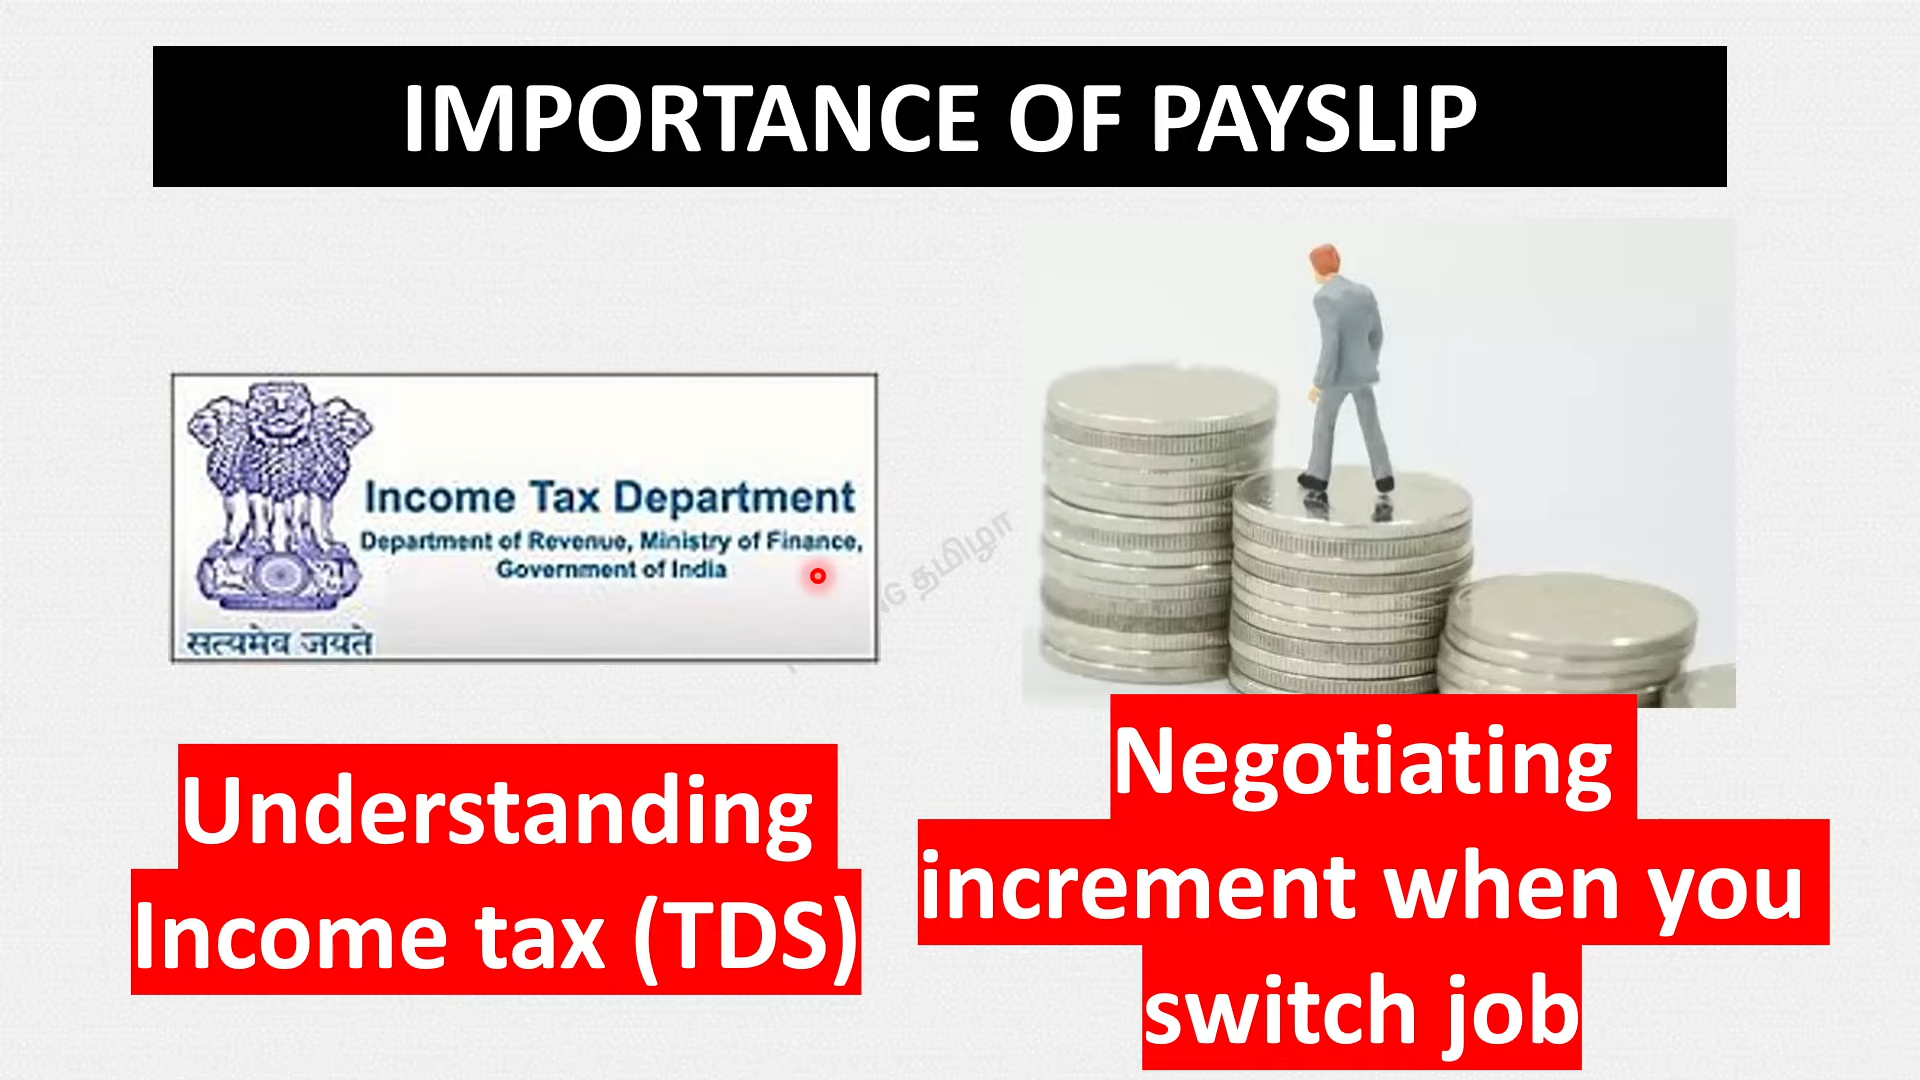 IMPORTANCE OF PAYSLIP
Income Tax Department
Department of Revenue, Ministry of Finance,
Government of India
सत्यमेव जयते
தமிழா
Understanding
Income tax (TDS)
Negotiating
increment when you
switch job